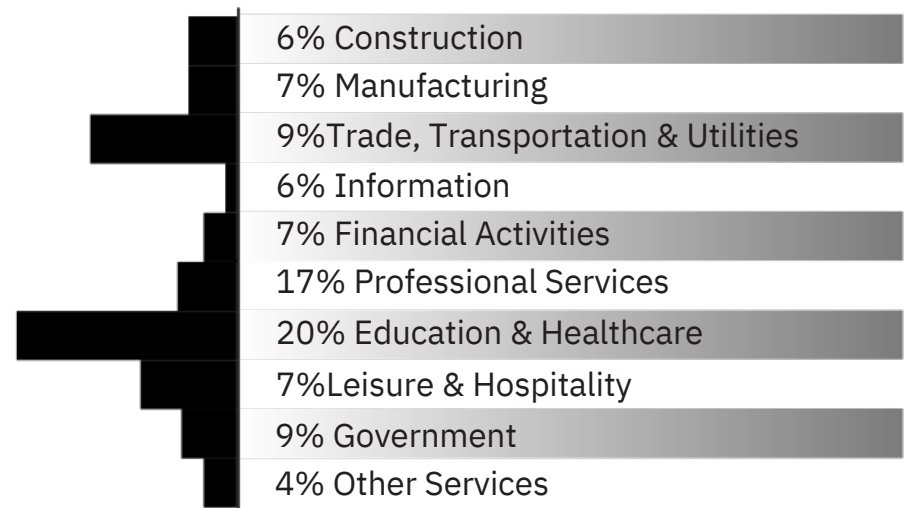 6% Construction
7% Manufacturing
9%Trade, Transportation & Utilities
6% Information
7% Financial Activities
17% Professional Services
20% Education & Healthcare
7%Leisure & Hospitality
9% Government
4% Other Services